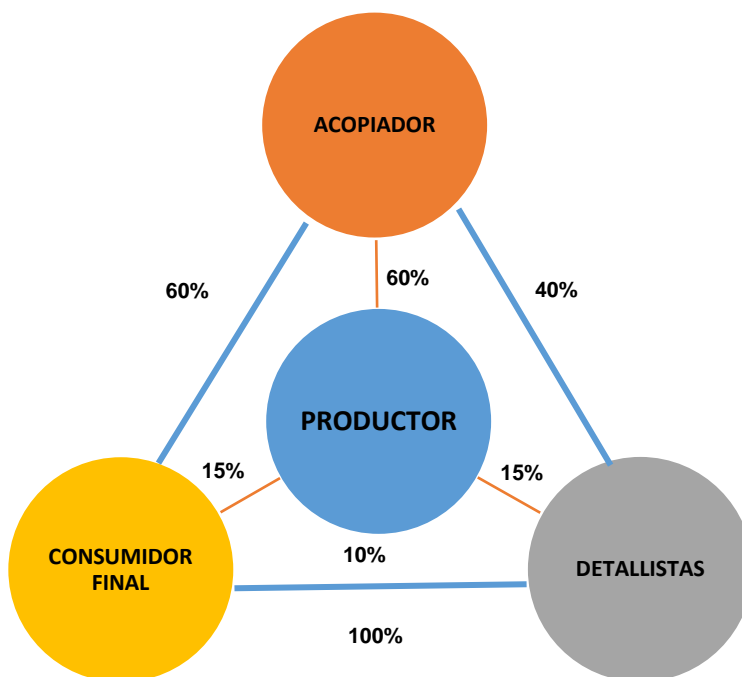 ACOPIADOR
60%
60%
40%
PRODUCTOR
15%
15%
CONSUMIDOR
FINAL
10%
DETALLISTAS
100%